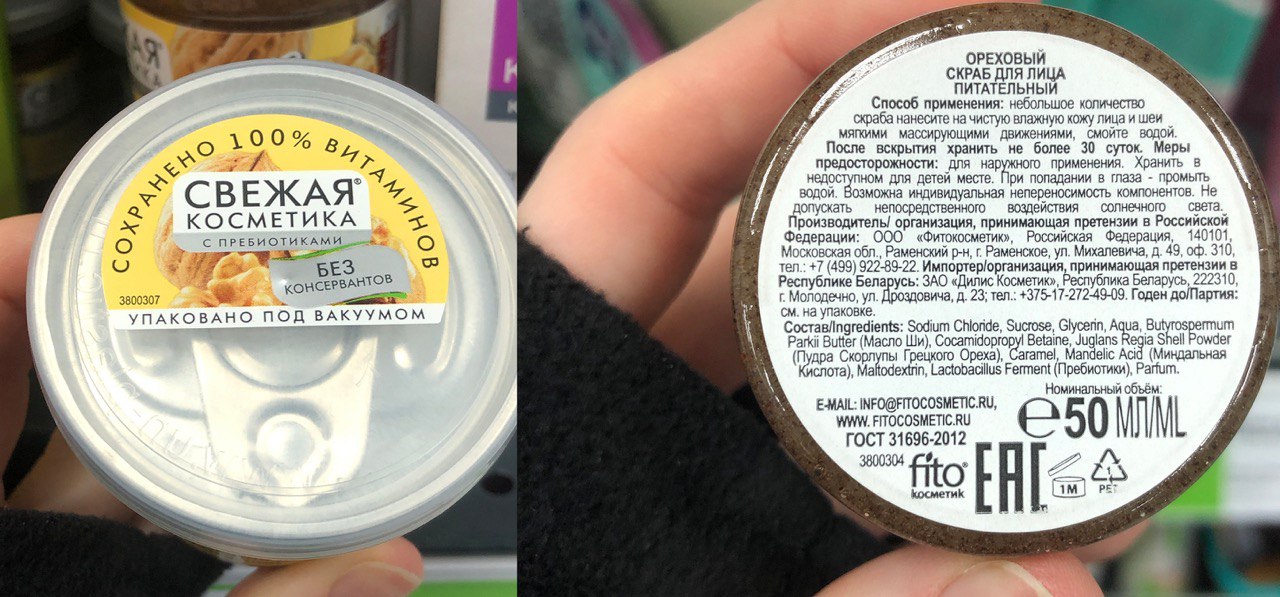 СОХРАНЕНО 100% ВИТАМИНОВ
СВЕЖАЯ®
КОСМЕТИКА
С ПРЕБИОТИКАМИ
БЕЗ
КОНСЕРВАНТОВ
3800307
УПАКОВАНО ПОД ВАКУУМОМ
ОРЕХОВЫЙ
СКРАБ ДЛЯ ЛИЦА
ПИТАТЕЛЬНЫЙ
Способ применения: небольшое количество
скраба нанесите на чистую влажную кожу лица и шеи
мягкими массирующими движениями, смойте водой.
После вскрытия хранить не более 30 суток. Меры
предосторожности: для наружного применения. Хранить в
недоступном для детей месте. При попадании в глаза - промыть
водой. Возможна индивидуальная непереносимость компонентов. Не
допускать непосредственного воздействия солнечного света.
Производитель/ организация, принимающая претензии в Российской
Федерации: ООО «Фитокосметик», Российская Федерация, 140101,
Московская обл., Раменский р-н, г. Раменское, ул. Михалевича, д. 49, оф. 310,
тел.: +7 (499) 922-89-22. Импортер/организация, принимающая претензии в
Республике Беларусь: ЗАО «Дилис Косметик», Республика Беларусь, 222310,
г. Молодечно, ул. Дроздовича, д. 23; тел.: +375-17-272-49-09. Годен до/Партия:
см. на упаковке.
Состав/Ingredients: Sodium Chloride, Sucrose, Glycerin, Aqua, Butyrospermum
Parkii Butter (Масло Ши), Cocamidopropyl Betaine, Juglans Regia Shell Powder
(Пудра Скорлупы Грецкого Ореха), Caramel, Mandelic Acid (Миндальная
Кислота), Maltodextrin, Lactobacillus Ferment (Пребиотики), Parfum.
Номинальный объём:
℮ 50 МЛ/ML
E-MAIL: INFO@FITOCOSMETIC.RU,
WWW. FITOCOSMETIC.RU
ГОСТ 31696-2012
3800304
fito®
косметик
EAC
1M
PET